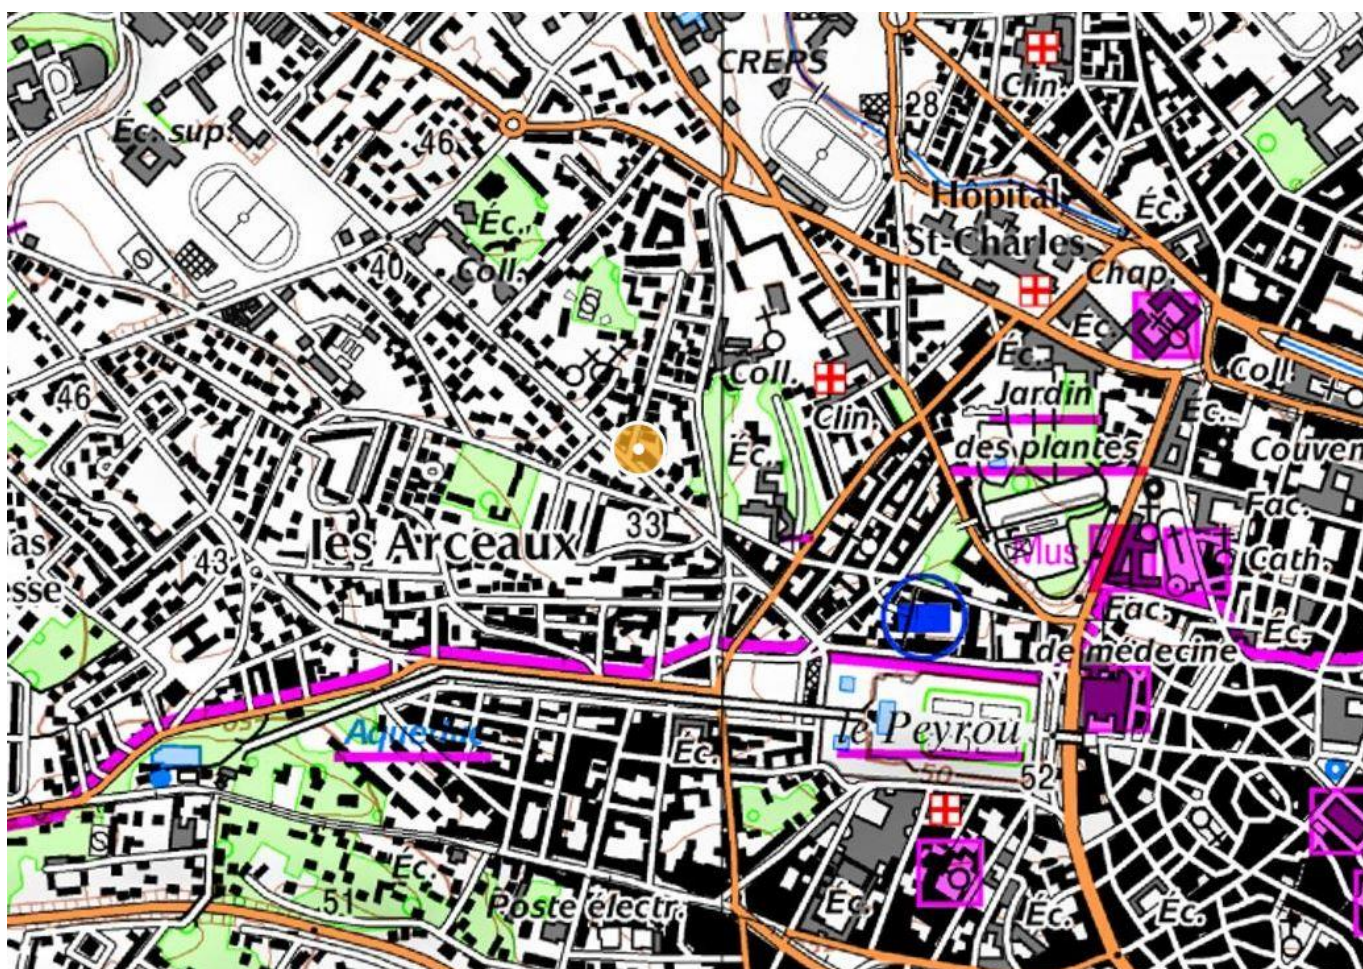 CREPS
Clin.
28
Éc. sup.
46
Hôpital
St-Charles
Éc.
Éc.
Coll.
40
Chap.
Éc.
Éc.
Coll.
Coll.
46
Jardin
des plantes
Clin.
Éc.
Éc.
Couven
Fac.
33
les Arceaux
as
sse
43
Mus
Cath.
Fac.
de médecine
Éc.
Aqueduc
Éc.
le Peyrou
50
52
Éc.
51
Poste électr.
Éc.
Éc.
Éc.